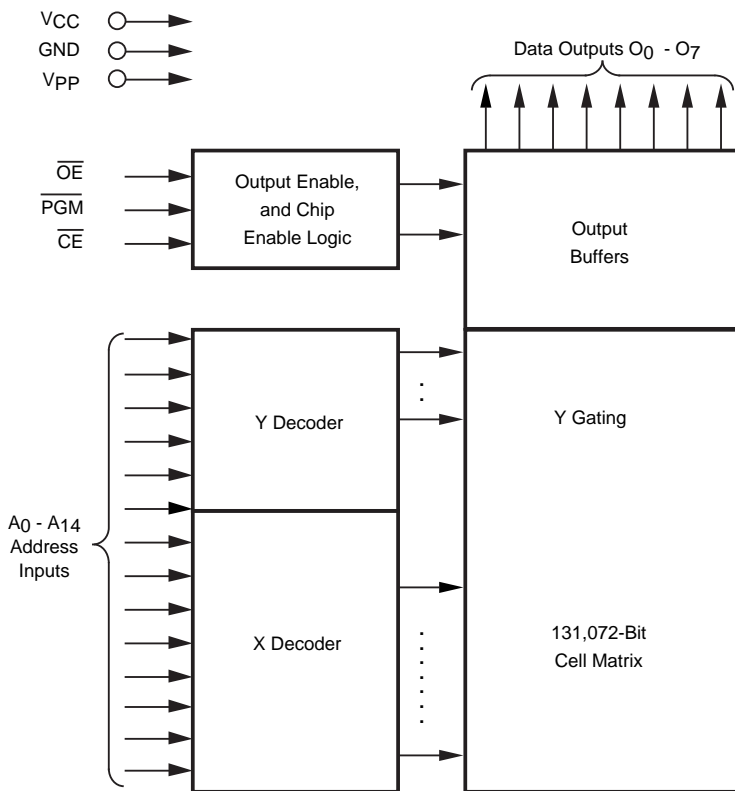 VCC
GND
VPP
Data Outputs O0 - O7
OE
PGM
CE
Output Enable,
and Chip
Enable Logic
Output
Buffers
Y Decoder
Y Gating
A0 - A14
Address
Inputs
X Decoder
131,072-Bit
Cell Matrix